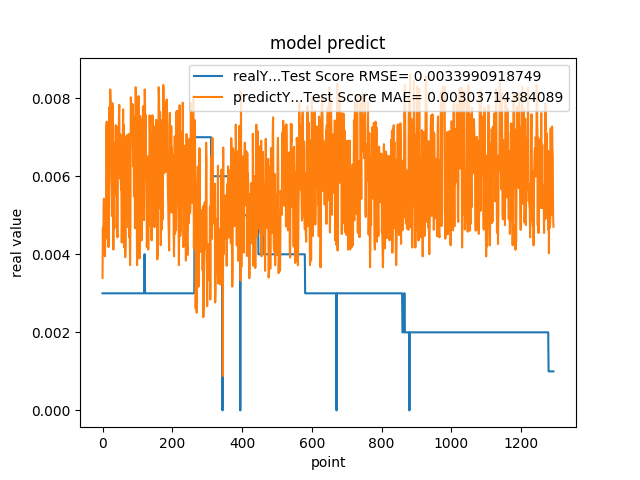 model predict
realY...Test Score RMSE= 0.0033990918749
predictY...Test Score MAE= 0.00303714384089
0.008
0.006
0.004
0.002
0.000
real value
0 200 400 600 800 1000 1200
point